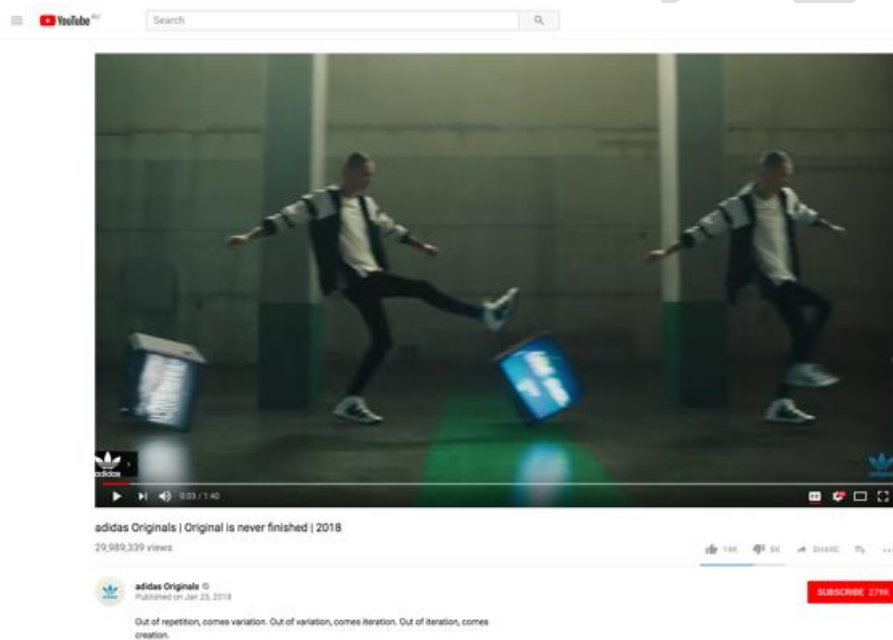 YouTube
Search
adidas
0:03 / 1:40
adidas Originals | Original is never finished | 2018
29,989,339 views
14K
SHARE
adidas Originals
SUBSCRIBE 279K
Published on Jan 25, 2018
Out of repetition, comes variation. Out of variation, comes iteration. Out of iteration, comes
creation.